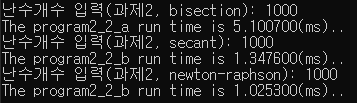 난수개수 입력(과제2, bisection): 1000
The program2_2_a run time is 5.100700(ms)..
난수개수 입력(과제2, secant): 1000
The program2_2_b run time is 1.347600(ms)..
난수개수 입력(과제2, newton-raphson): 1000
The program2_2_b run time is 1.025300(ms)..